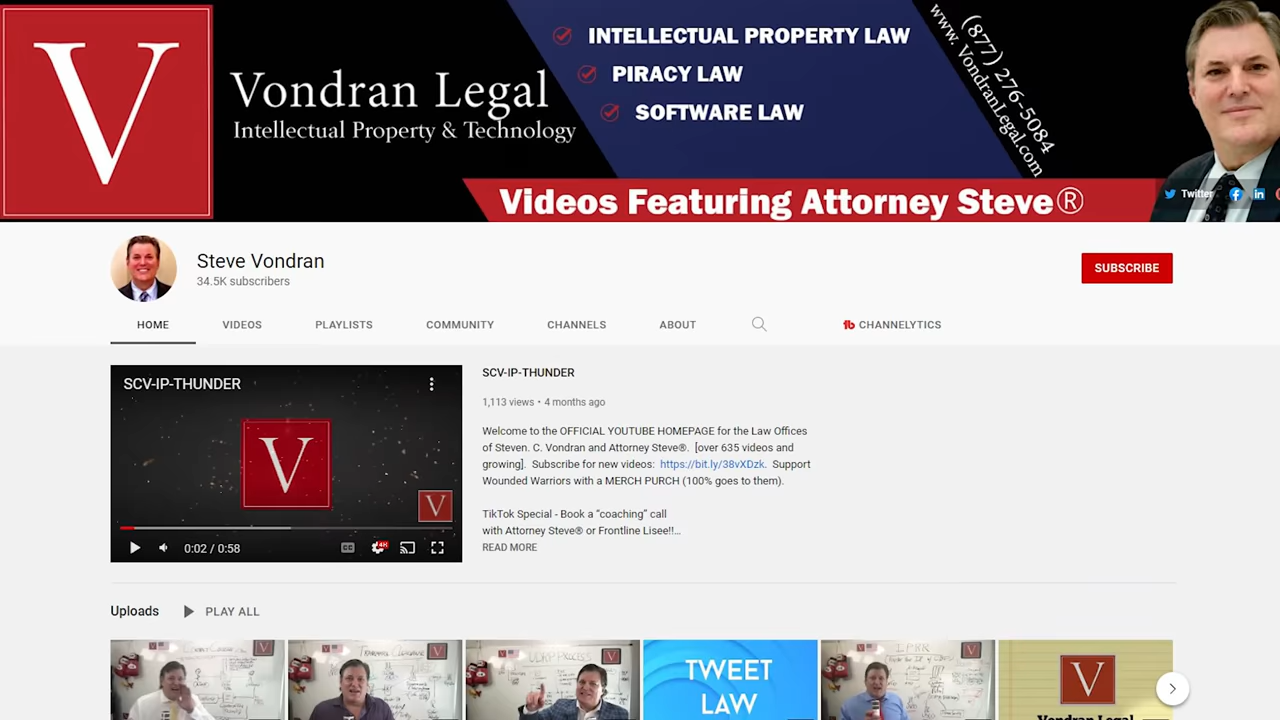 V
Vondran Legal
Intellectual Property & Technology
INTELLECTUAL PROPERTY LAW
PIRACY LAW
SOFTWARE LAW
(877) 276-5084
www. VondranLegal.com
Videos Featuring Attorney Steve®
Twitter
Steve Vondran
34.5K subscribers
SUBSCRIBE
HOME VIDEOS PLAYLISTS COMMUNITY CHANNELS ABOUT CHANNELYTICS
SCV-IP-THUNDER
V
V
0:02 / 0:58
SCV-IP-THUNDER
1,113 views • 4 months ago
Welcome to the OFFICIAL YOUTUBE HOMEPAGE for the Law Offices
of Steven. C. Vondran and Attorney Steve®. [over 635 videos and
growing]. Subscribe for new videos: https://bit.ly/38vXDzk. Support
Wounded Warriors with a MERCH PURCH (100% goes to them).
TikTok Special - Book a “coaching” call
with Attorney Steve® or Frontline Lisee!!...
READ MORE
Uploads PLAY ALL
UDRP PROCESS
TWEET
LAW
V
Vondran Legal